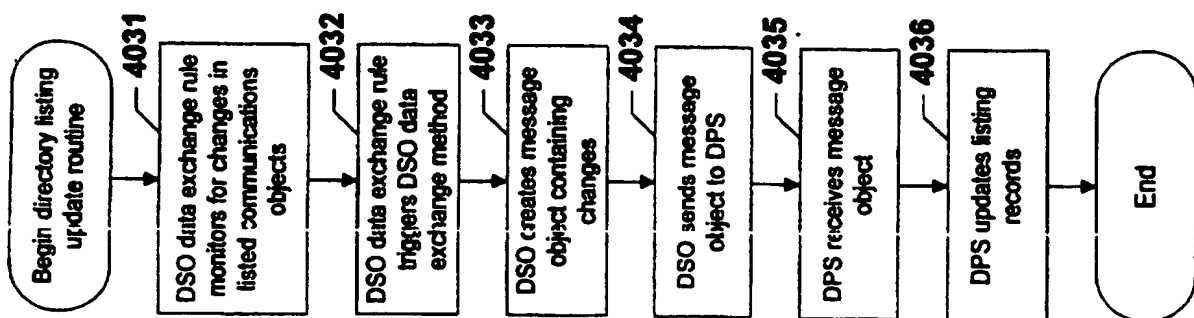 Begin directory listing
update routine
4031
DSO data exchange rule
monitors for changes in
listed communications
objects
4032
DSO data exchange rule
triggers DSO data
exchange method
4033
DSO creates message
object containing
changes
4034
DSO sends message
object to DPS
4035
DPS receives message
object
4036
DPS updates listing
records
End